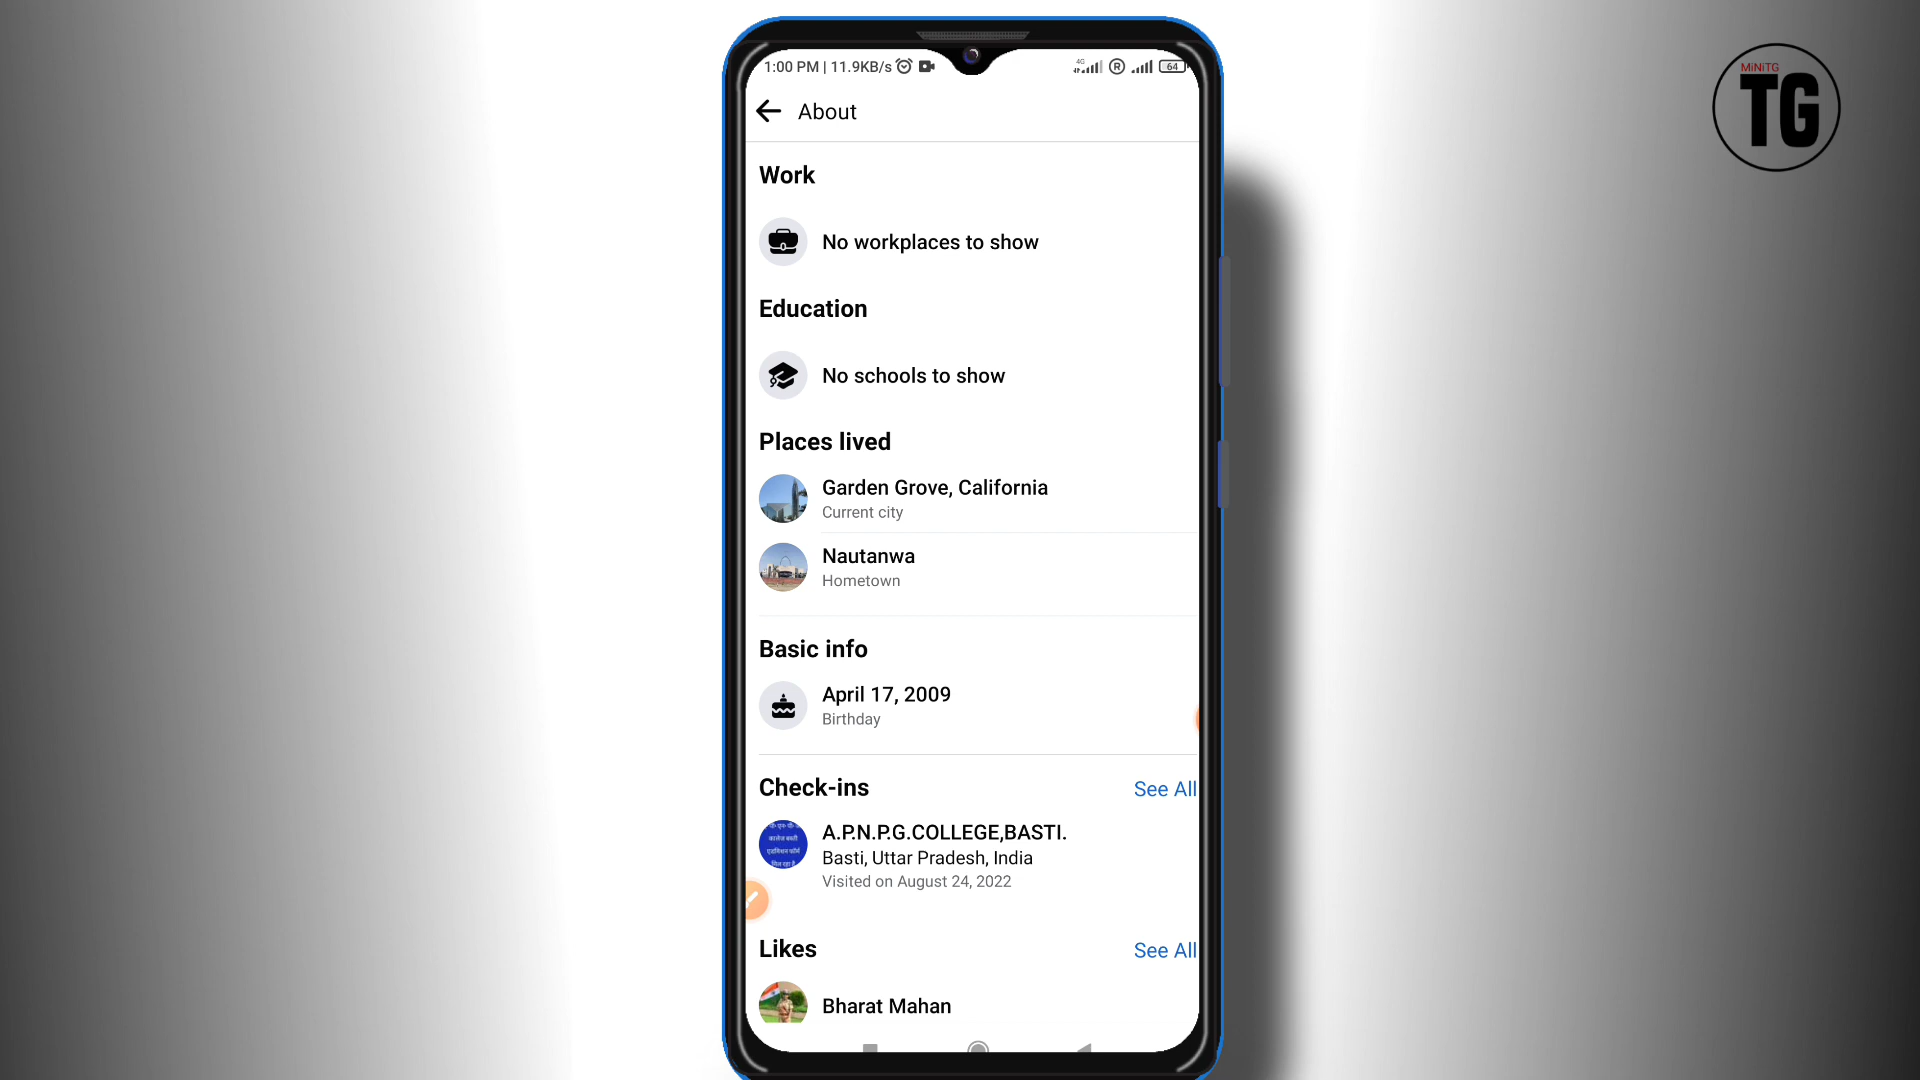 MiNiTG
TG
1:00 PM | 11.9KB/s
4G
R
64
About
Work
No workplaces to show
Education
No schools to show
Places lived
Garden Grove, California
Current city
Nautanwa
Hometown
Basic info
April 17, 2009
Birthday
Check-ins
See All
A.P.N.P.G.COLLEGE,BASTI.
Basti, Uttar Pradesh, India
Visited on August 24, 2022
Likes
See All
Bharat Mahan